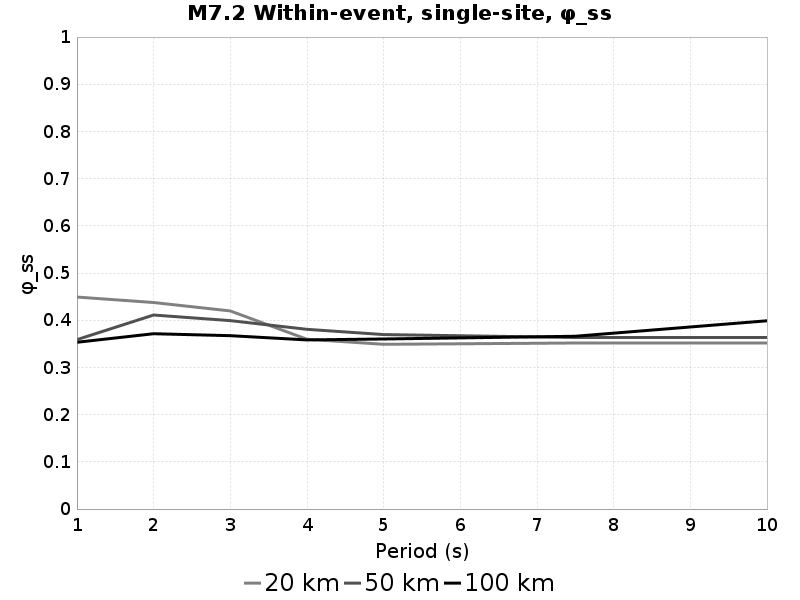 M7.2 Within-event, single-site, φ_ss
1
0.9
0.8
0.7
0.6
0.5
0.4
0.3
0.2
0.1
0
φ_ss
1 2 3 4 5 6 7 8 9 10
Period (s)
20 km 50 km 100 km